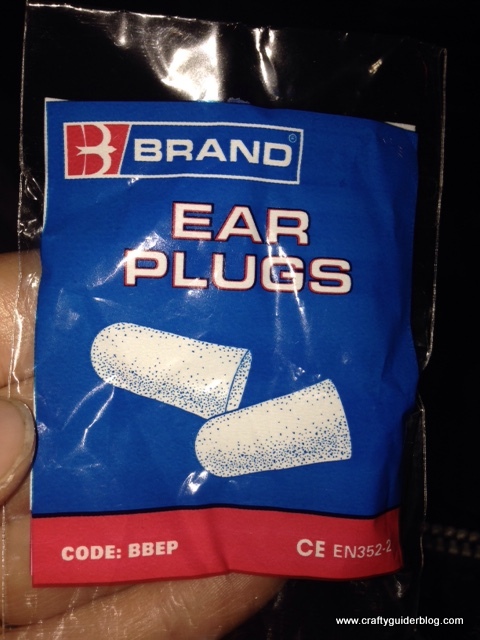 B BRAND ©
EAR
PLUGS
CODE: BBEP
CE EN352-2
www.craftyguiderblog.com